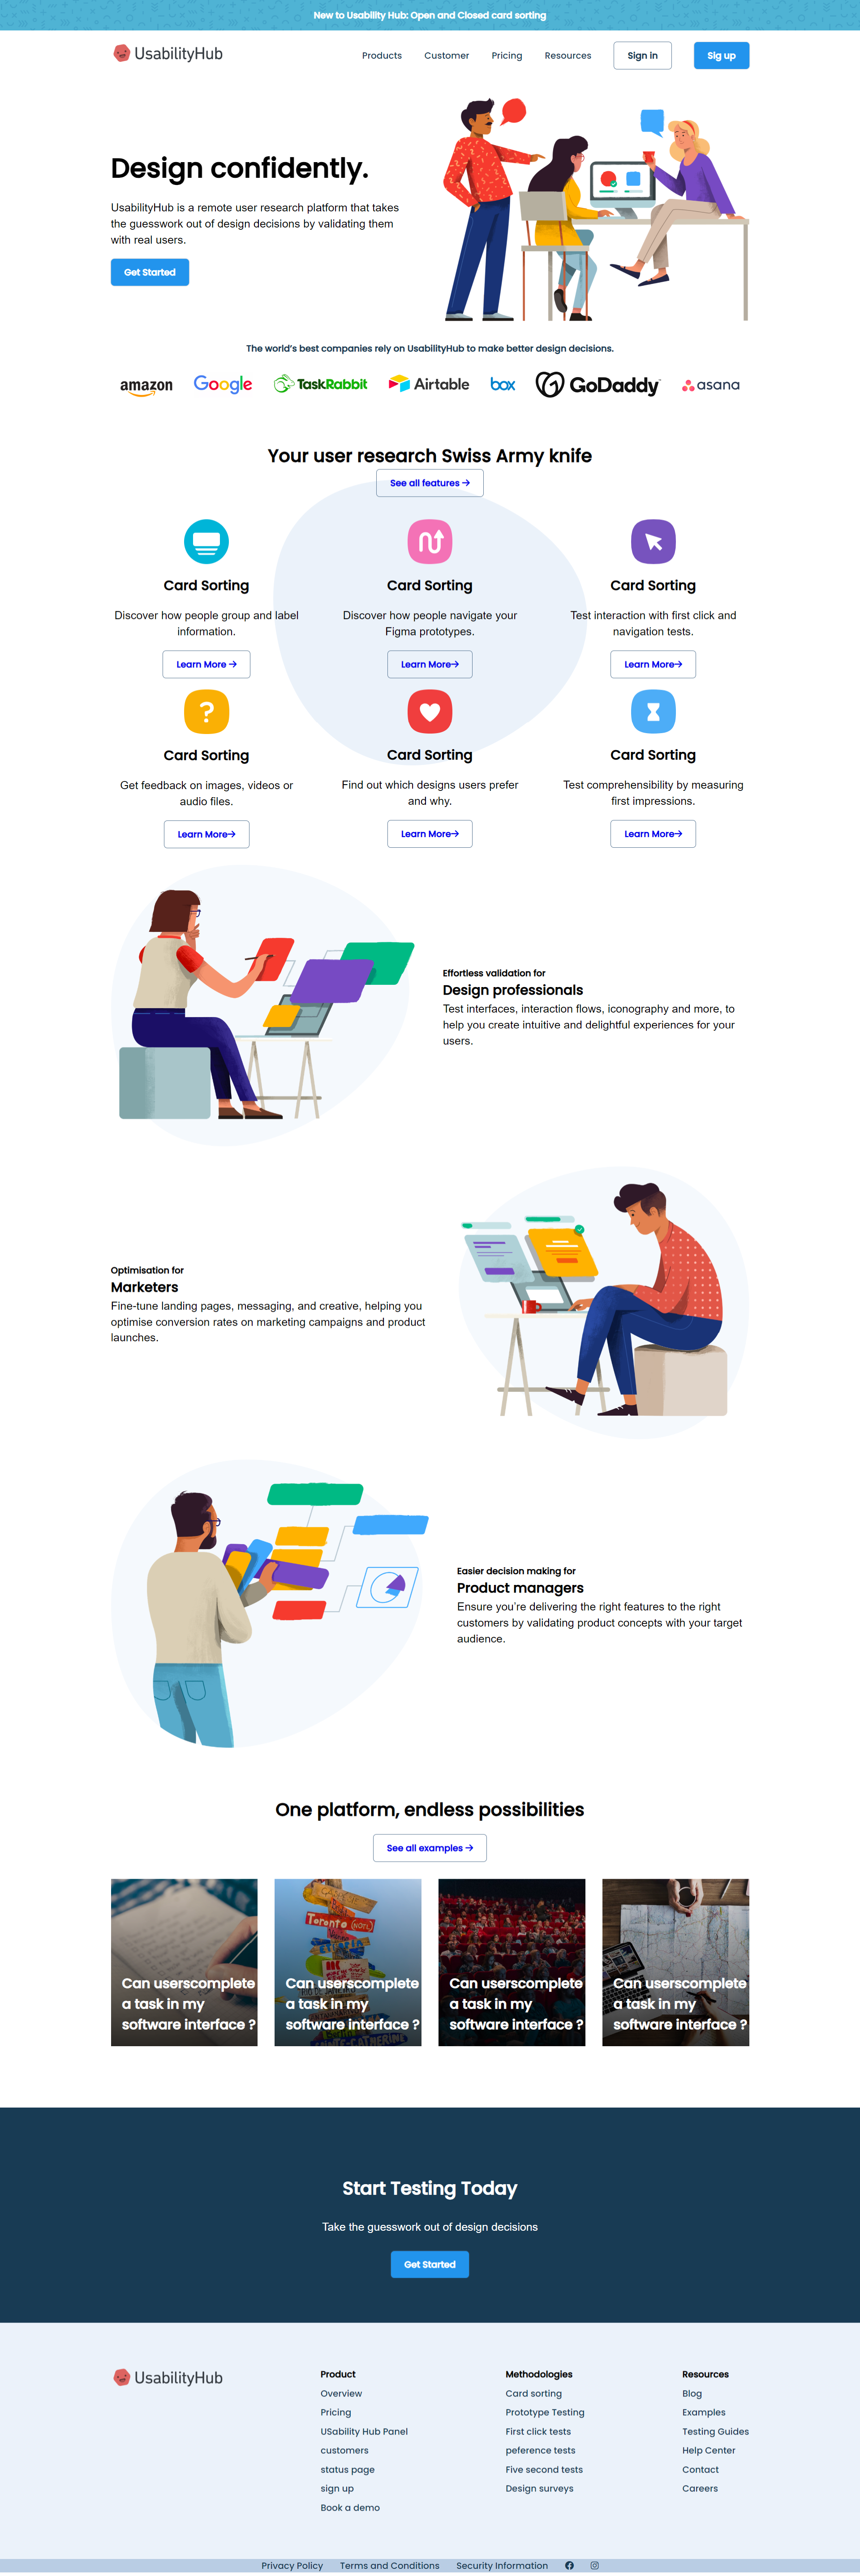 New to Usability Hub: Open and Closed card sorting
UsabilityHub
Products
Customer
Pricing
Resources
Sign in
Sig up
Design confidently.
UsabilityHub is a remote user research platform that takes
the guesswork out of design decisions by validating them
with real users.
Get Started
The world's best companies rely on UsabilityHub to make better design decisions.
amazon
Google
TaskRabbit
Airtable
box
GoDaddy
asana
Your user research Swiss Army knife
See all features →
Card Sorting
Discover how people group and label
information.
Learn More →
Card Sorting
Discover how people navigate your
Figma prototypes.
Learn More→
Card Sorting
Test interaction with first click and
navigation tests.
Learn More→
?
Card Sorting
Get feedback on images, videos or
audio files.
Learn More→
Card Sorting
Find out which designs users prefer
and why.
Learn More→
Card Sorting
Test comprehensibility by measuring
first impressions.
Learn More→
Effortless validation for
Design professionals
Test interfaces, interaction flows, iconography and more, to
help you create intuitive and delightful experiences for your
users.
Optimisation for
Marketers
Fine-tune landing pages, messaging, and creative, helping you
optimise conversion rates on marketing campaigns and product
launches.
Easier decision making for
Product managers
Ensure you're delivering the right features to the right
customers by validating product concepts with your target
audience.
One platform, endless possibilities
See all examples →
Can userscomplete
a task in my
software interface ?
Toronto
Can userscomplete
a task in my
software interface ?
Can userscomplete
a task in my
software interface ?
Can userscomplete
a task in my
software interface ?
Start Testing Today
Take the guesswork out of design decisions
Get Started
UsabilityHub
Product
Overview
Pricing
USability Hub Panel
customers
status page
sign up
Book a demo
Methodologies
Card sorting
Prototype Testing
First click tests
peference tests
Five second tests
Design surveys
Resources
Blog
Examples
Testing Guides
Help Center
Contact
Careers
Privacy Policy
Terms and Conditions
Security Information